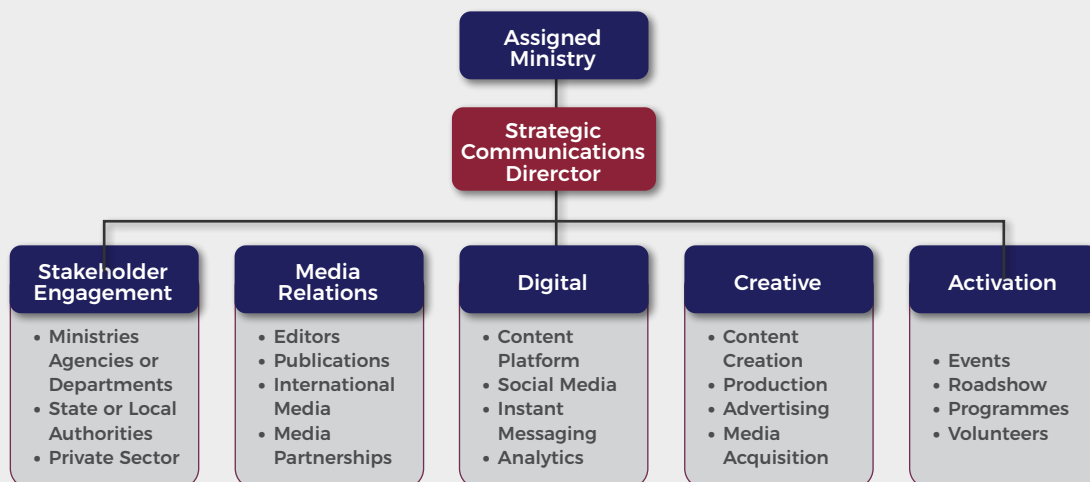 Assigned
Ministry
Strategic
Communications
Direrctor
Stakeholder
Engagement
• Ministries
Agencies or
Departments
• State or Local
Authorities
• Private Sector
Media
Relations
• Editors
• Publications
• International
Media
• Media
Partnerships
Digital
• Content
Platform
• Social Media
• Instant
Messaging
• Analytics
Creative
• Content
Creation
• Production
• Advertising
• Media
Acquisition
Activation
• Events
• Roadshow
• Programmes
• Volunteers